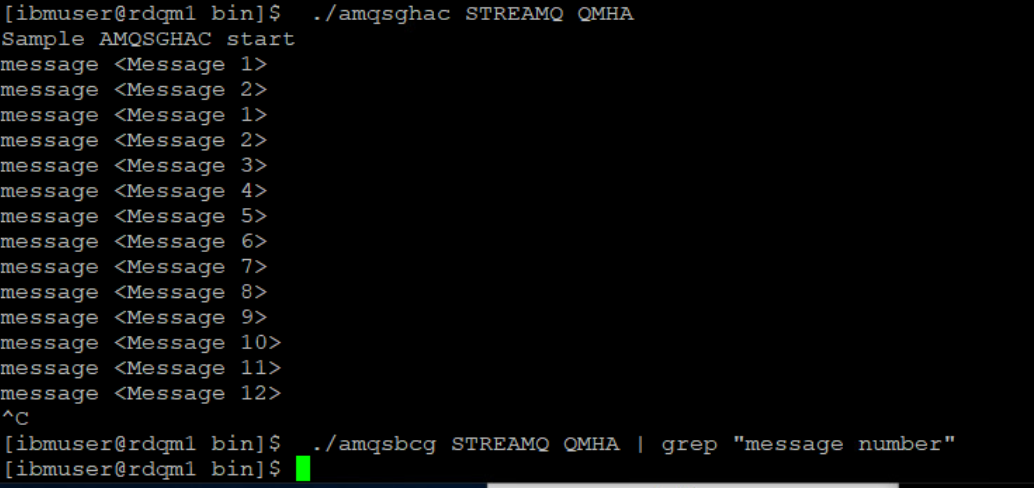 [ibmuser@rdqm1 bin]$  ./amqsghac STREAMQ QMHA
Sample AMQSGHAC start
message <Message 1>
message <Message 2>
message <Message 1>
message <Message 2>
message <Message 3>
message <Message 4>
message <Message 5>
message <Message 6>
message <Message 7>
message <Message 8>
message <Message 9>
message <Message 10>
message <Message 11>
message <Message 12>
^C
[ibmuser@rdqm1 bin]$  ./amqsbcg STREAMQ QMHA | grep "message number"
[ibmuser@rdqm1 bin]$